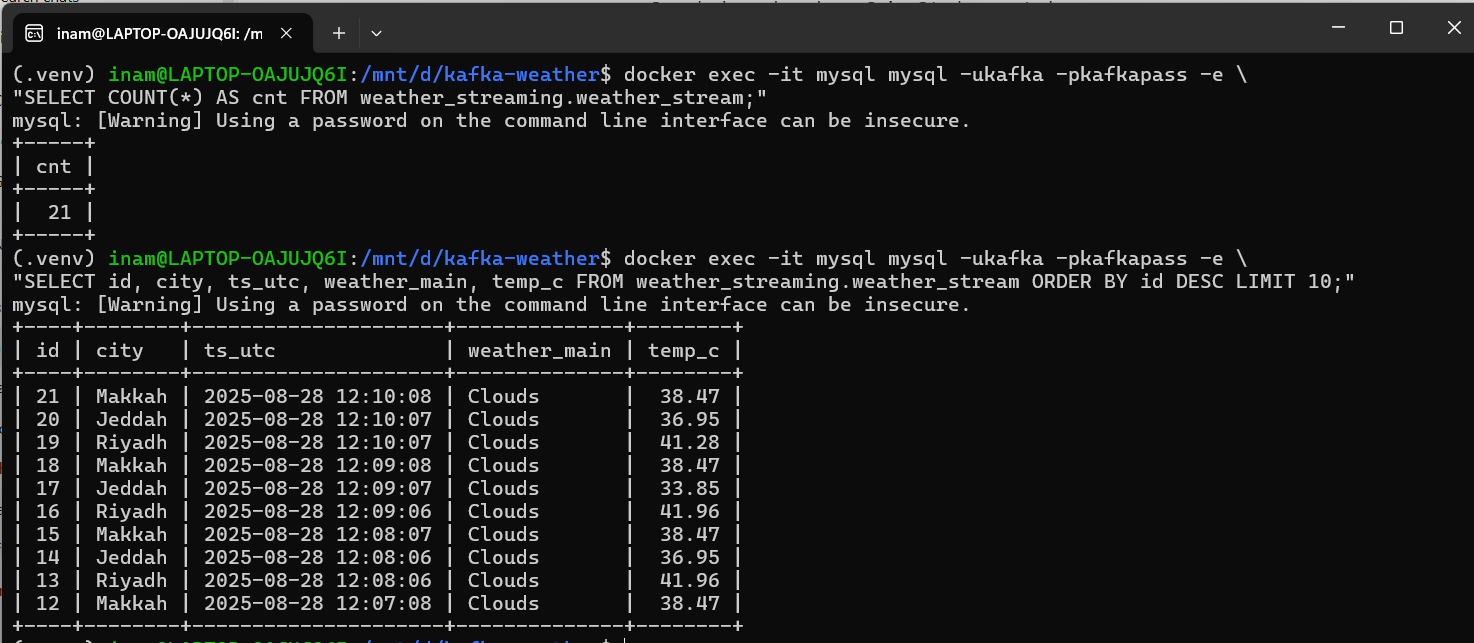 inam@LAPTOP-OAJUJQ6I: /m
(.venv) inam@LAPTOP-OAJUJQ6I:/mnt/d/kafka-weather$ docker exec -it mysql mysql -ukafka -pkafkapass -e \
"SELECT COUNT(*) AS cnt FROM weather_streaming.weather_stream;"
mysql: [Warning] Using a password on the command line interface can be insecure.
+-----+
| cnt |
+-----+
|  21 |
+-----+
(.venv) inam@LAPTOP-OAJUJQ6I:/mnt/d/kafka-weather$ docker exec -it mysql mysql -ukafka -pkafkapass -e \
"SELECT id, city, ts_utc, weather_main, temp_c FROM weather_streaming.weather_stream ORDER BY id DESC LIMIT 10;"
mysql: [Warning] Using a password on the command line interface can be insecure.
+----+--------+---------------------+--------------+--------+
| id | city   | ts_utc              | weather_main | temp_c |
+----+--------+---------------------+--------------+--------+
| 21 | Makkah | 2025-08-28 12:10:08 | Clouds       |  38.47 |
| 20 | Jeddah | 2025-08-28 12:10:07 | Clouds       |  36.95 |
| 19 | Riyadh | 2025-08-28 12:10:07 | Clouds       |  41.28 |
| 18 | Makkah | 2025-08-28 12:09:08 | Clouds       |  38.47 |
| 17 | Jeddah | 2025-08-28 12:09:07 | Clouds       |  33.85 |
| 16 | Riyadh | 2025-08-28 12:09:06 | Clouds       |  41.96 |
| 15 | Makkah | 2025-08-28 12:08:07 | Clouds       |  38.47 |
| 14 | Jeddah | 2025-08-28 12:08:06 | Clouds       |  36.95 |
| 13 | Riyadh | 2025-08-28 12:08:06 | Clouds       |  41.96 |
| 12 | Makkah | 2025-08-28 12:07:08 | Clouds       |  38.47 |
+----+--------+---------------------+--------------+--------+